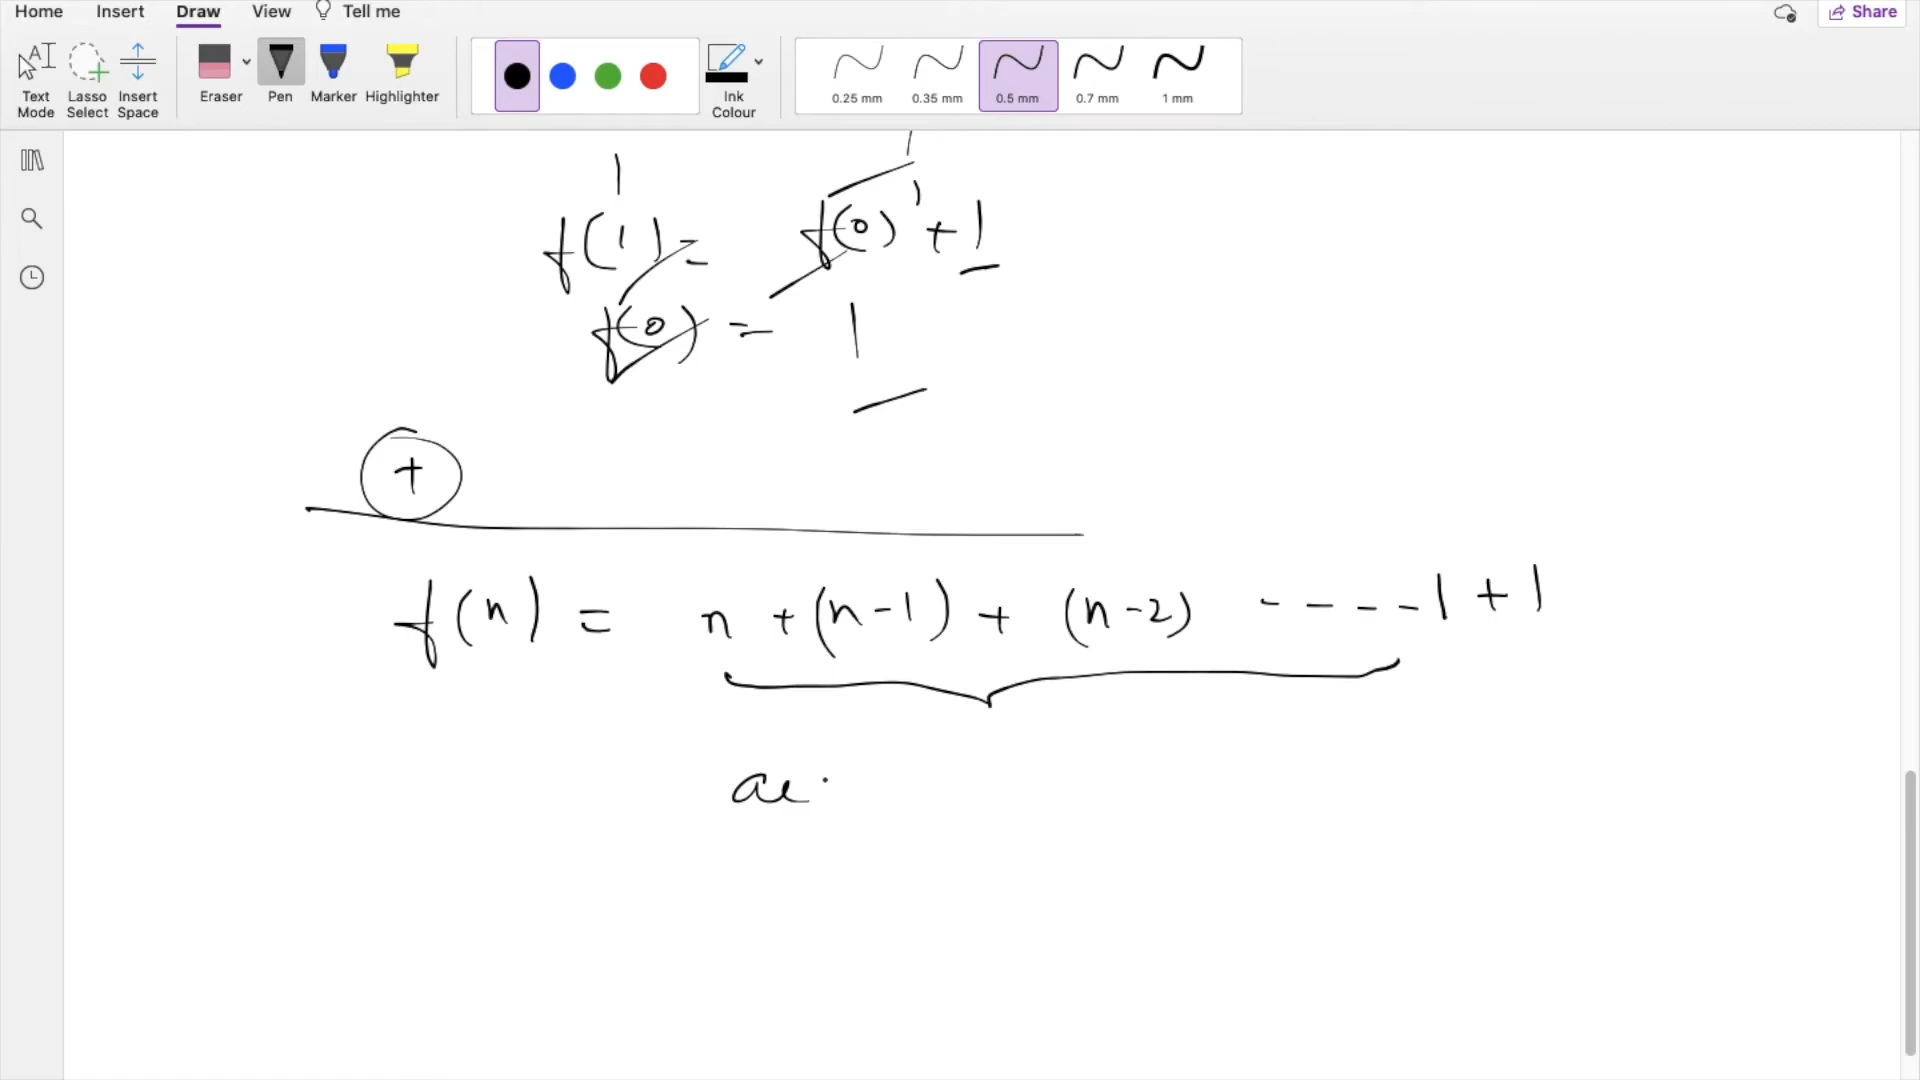 Home Insert Draw View Tell me Share
Text Mode Lasso Select Insert Space Eraser Pen Marker Highlighter Ink Colour 0.25 mm 0.35 mm 0.5 mm 0.7 mm 1 mm
1
f(1) = f(0) + 1
f(0) = 1
+
f(n) = n + (n-1) + (n-2) ----- 1 + 1